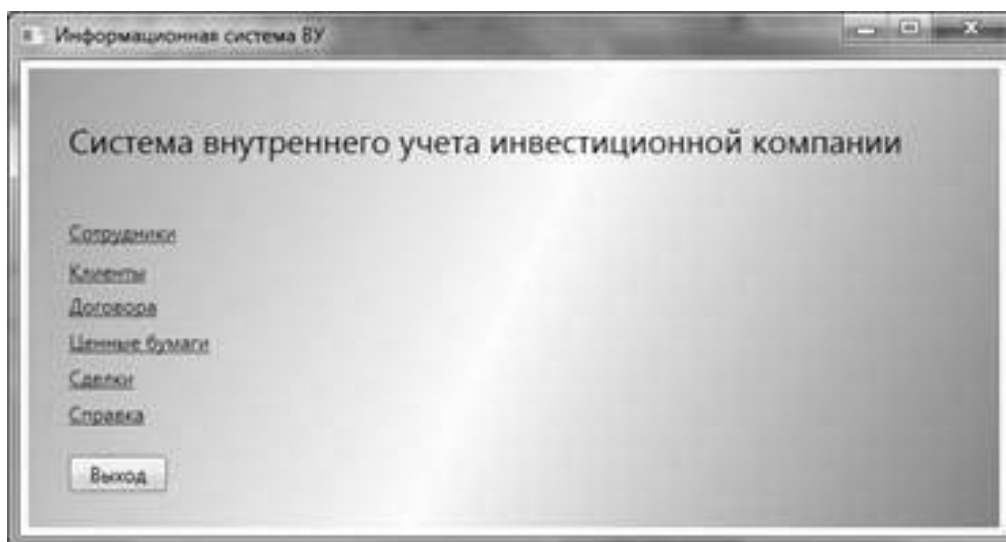 Информационная система ВУ
Система внутреннего учета инвестиционной компании
Сотрудники
Клиенты
Договора
Ценные бумаги
Сделки
Справка
Выход